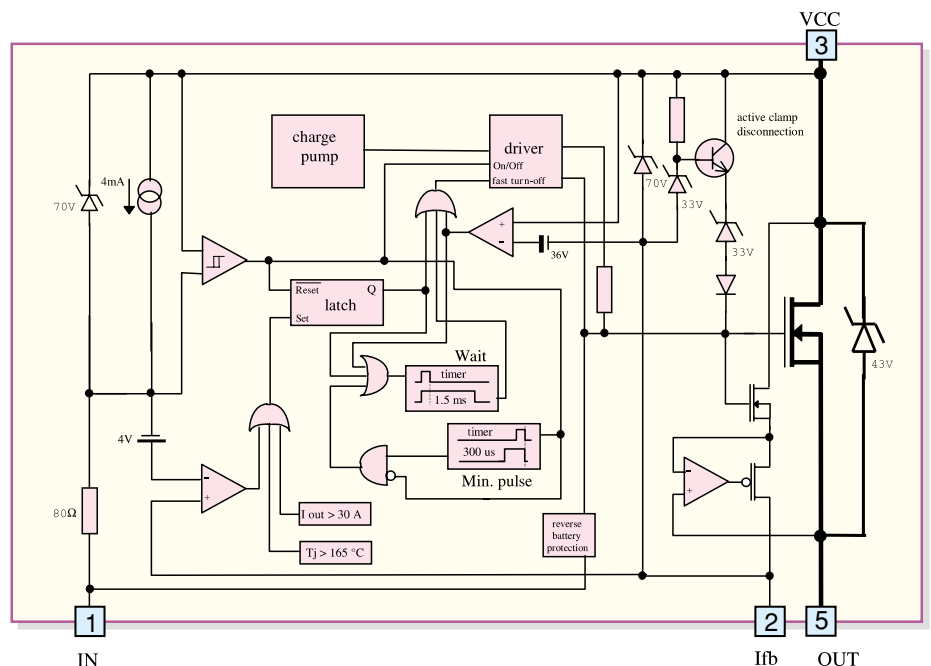 VCC
3
charge
pump
driver
On/Off
fast turn-off
active clamp
disconnection
4mA
70V
70V
33V
+
-
36V
33V
Reset
Q
latch
Set
Wait
timer
1.5 ms
43V
4V
timer
300 us
Min. pulse
-
+
-
+
80Ω
I out > 30 A
Tj > 165 °C
reverse
battery
protection
1
2
5
IN
Ifb
OUT